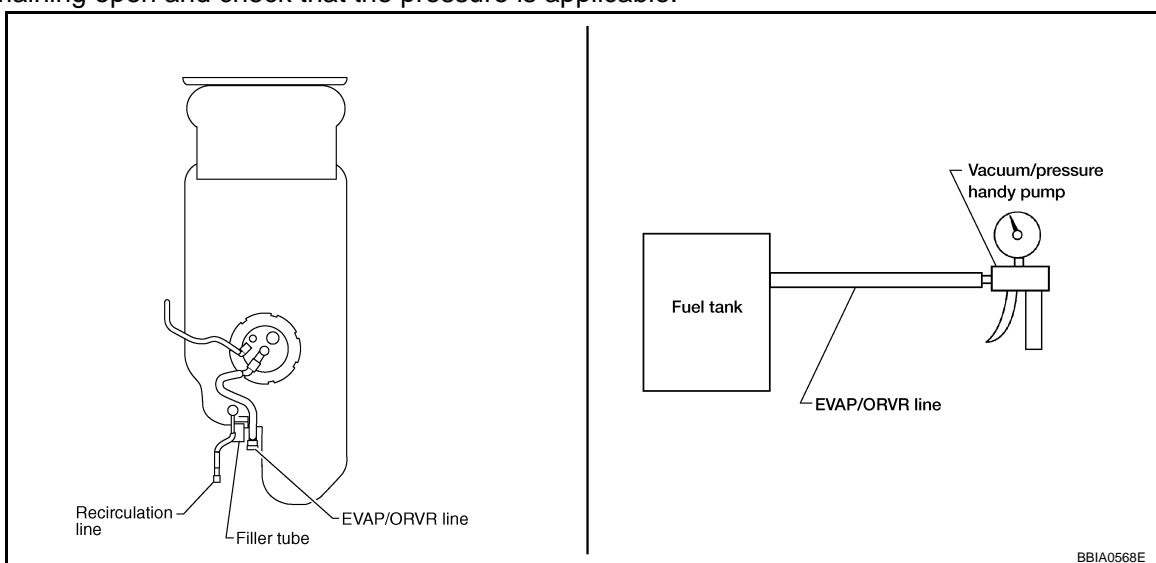 remaining open and check that the pressure is applicable.
Recirculation
line
Filler tube
EVAP/ORVR line
Vacuum/pressure
handy pump
Fuel tank
EVAP/ORVR line
BBIA0568E